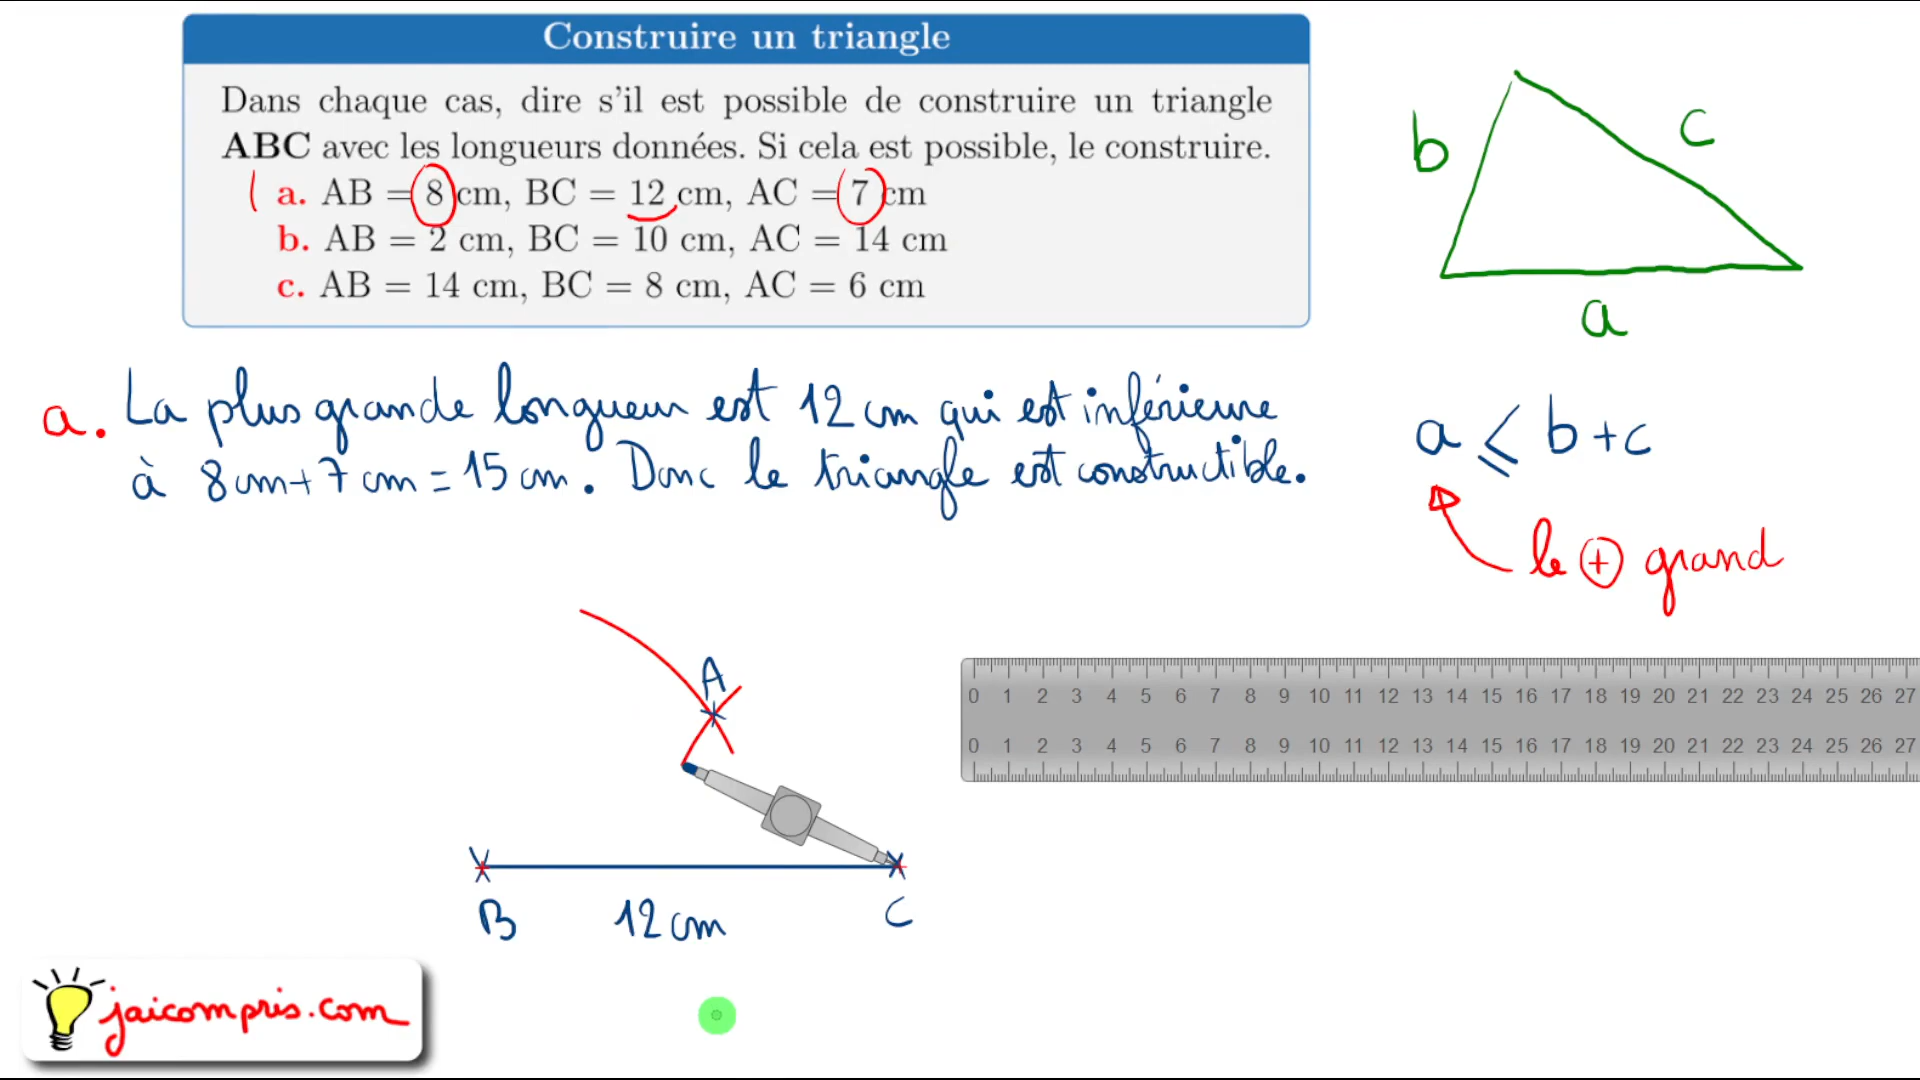 Construire un triangle
Dans chaque cas, dire s'il est possible de construire un triangle
ABC avec les longueurs données. Si cela est possible, le construire.
a. AB = 8 cm, BC = 12 cm, AC = 7 cm
b. AB = 2 cm, BC = 10 cm, AC = 14 cm
c. AB = 14 cm, BC = 8 cm, AC = 6 cm
b
c
a
a. La plus grande longueur est 12 cm qui est inférieure
à 8 cm + 7 cm = 15 cm. Donc le triangle est constructible.
a ≤ b + c
le + grand
A
0 1 2 3 4 5 6 7 8 9 10 11 12 13 14 15 16 17 18 19 20 21 22 23 24 25 26 27
0 1 2 3 4 5 6 7 8 9 10 11 12 13 14 15 16 17 18 19 20 21 22 23 24 25 26 27
B 12 cm C
jaicompris.com